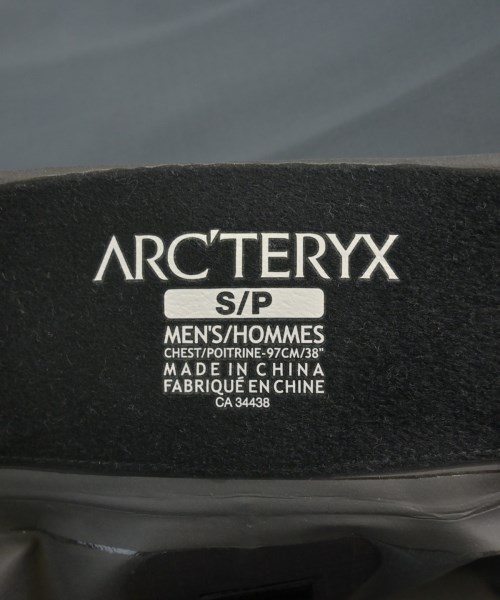 ARC'TERYX
S/P
MEN'S/HOMMES
CHEST/POITRINE-97CM/38"
MADE IN CHINA
FABRIQUÉ EN CHINE
CA 34438